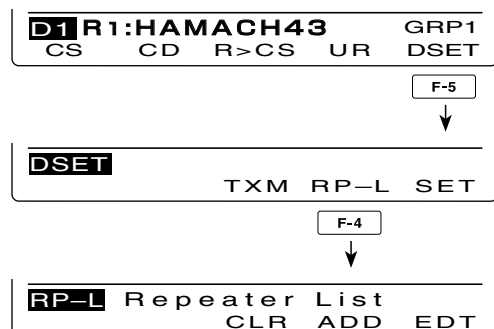 D1 R1:HAMACH43 GRP1
CS CD R>CS UR DSET
F-5
DSET
TXM RP–L SET
F-4
RP–L Repeater List
CLR ADD EDT